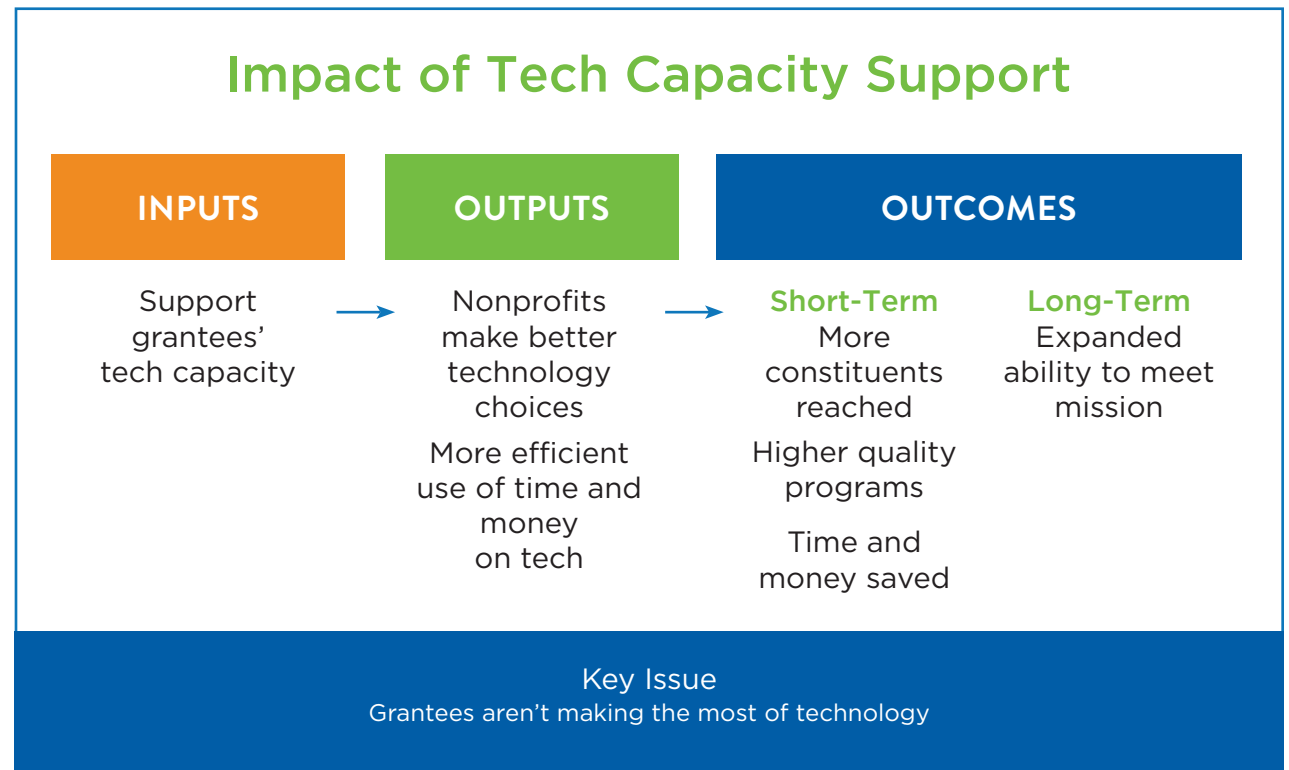 Impact of Tech Capacity Support
INPUTS
Support
grantees’
tech capacity
OUTPUTS
Nonprofits
make better
technology
choices
More efficient
use of time and
money
on tech
OUTCOMES
Short-Term
More
constituents
reached
Higher quality
programs
Time and
money saved
Long-Term
Expanded
ability to meet
mission
Key Issue
Grantees aren’t making the most of technology